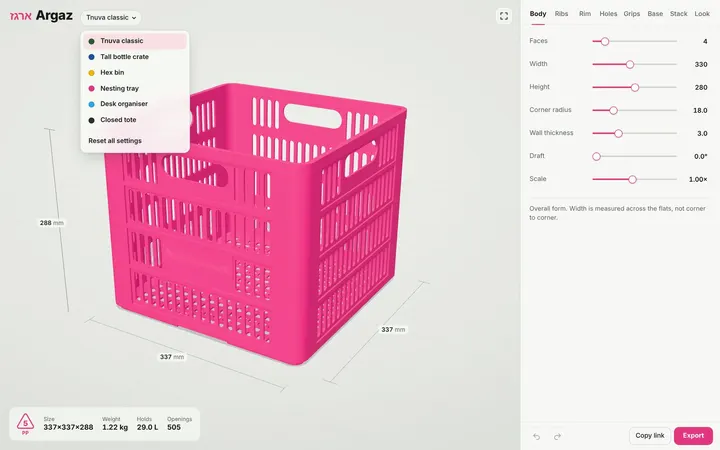 ארגז Argaz
Tnuva classic
Tnuva classic
Tall bottle crate
Hex bin
Nesting tray
Desk organiser
Closed tote
Reset all settings
288 mm
337 mm
337 mm
5
PP
Size
337×337×288
Weight
1.22 kg
Holds
29.0 L
Openings
505
Body Ribs Rim Holes Grips Base Stack Look
Faces 4
Width 330
Height 280
Corner radius 18.0
Wall thickness 3.0
Draft 0.0°
Scale 1.00×
Overall form. Width is measured across the flats, not corner
to corner.
Copy link
Export